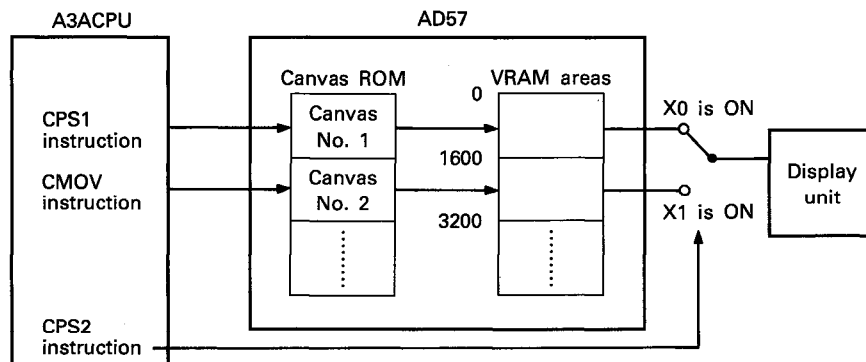 A3ACPU
AD57
Canvas ROM
VRAM areas
0
X0 is ON
CPS1
instruction
Canvas
No. 1
1600
CMOV
instruction
Canvas
No. 2
3200
X1 is ON
Display
unit
CPS2
instruction